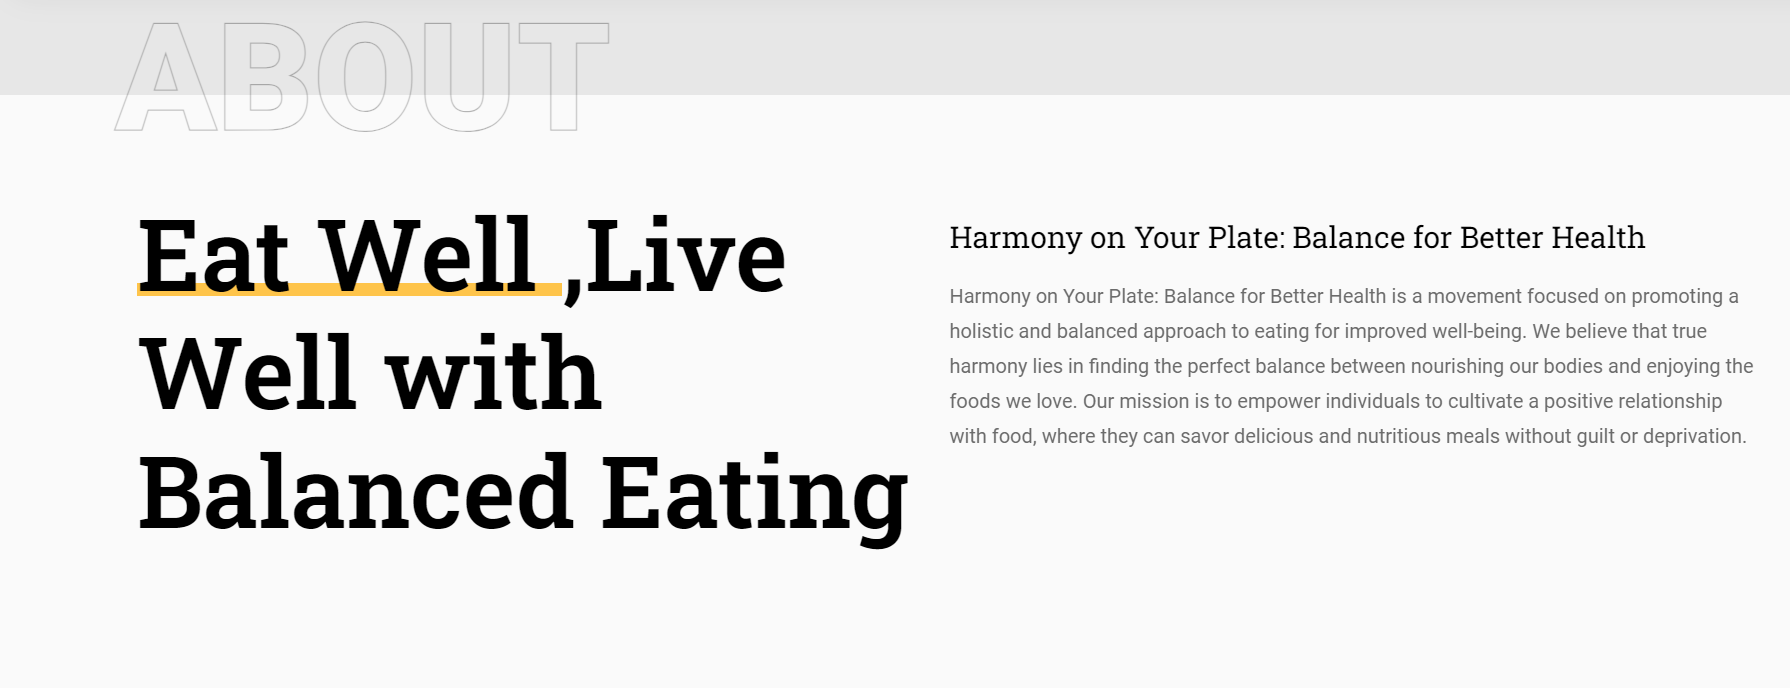 ABOUT
Eat Well ,Live
Well with
Balanced Eating
Harmony on Your Plate: Balance for Better Health
Harmony on Your Plate: Balance for Better Health is a movement focused on promoting a
holistic and balanced approach to eating for improved well-being. We believe that true
harmony lies in finding the perfect balance between nourishing our bodies and enjoying the
foods we love. Our mission is to empower individuals to cultivate a positive relationship
with food, where they can savor delicious and nutritious meals without guilt or deprivation.